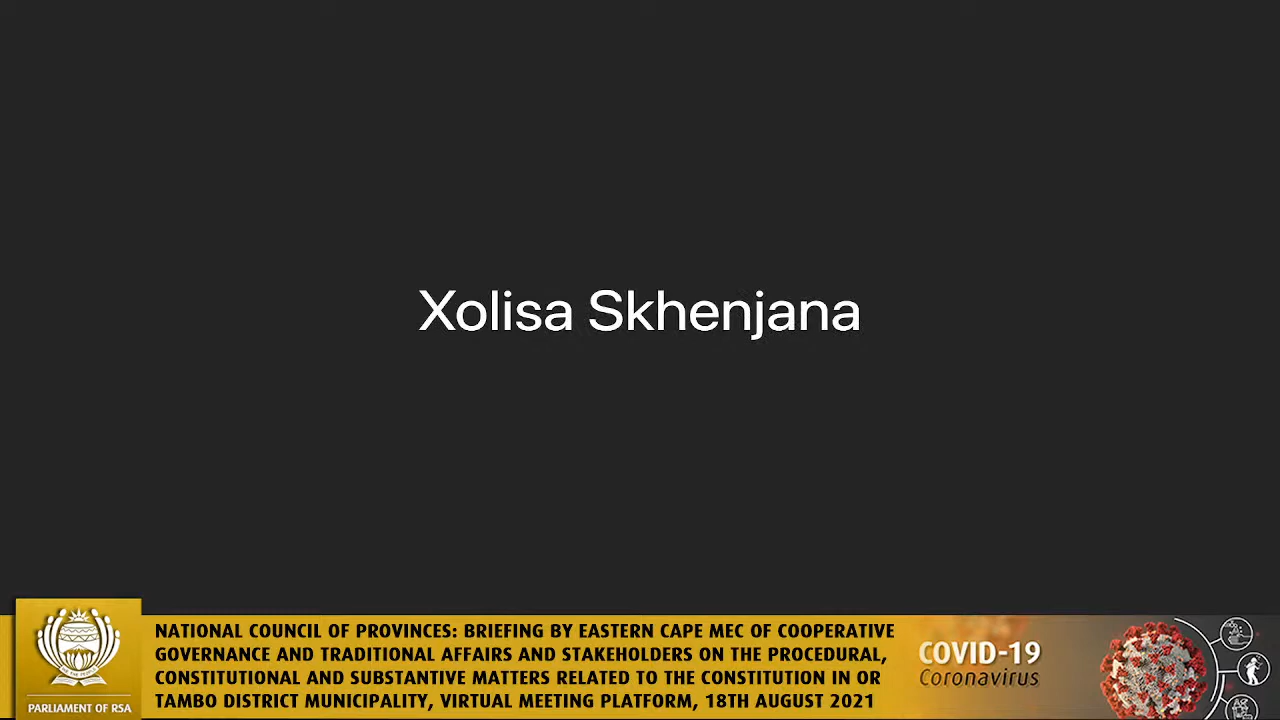 Xolisa Skhenjana
NATIONAL COUNCIL OF PROVINCES: BRIEFING BY EASTERN CAPE MEC OF COOPERATIVE
GOVERNANCE AND TRADITIONAL AFFAIRS AND STAKEHOLDERS ON THE PROCEDURAL,
CONSTITUTIONAL AND SUBSTANTIVE MATTERS RELATED TO THE CONSTITUTION IN OR
TAMBO DISTRICT MUNICIPALITY, VIRTUAL MEETING PLATFORM, 18TH AUGUST 2021
PARLIAMENT OF RSA
COVID-19
Coronavirus